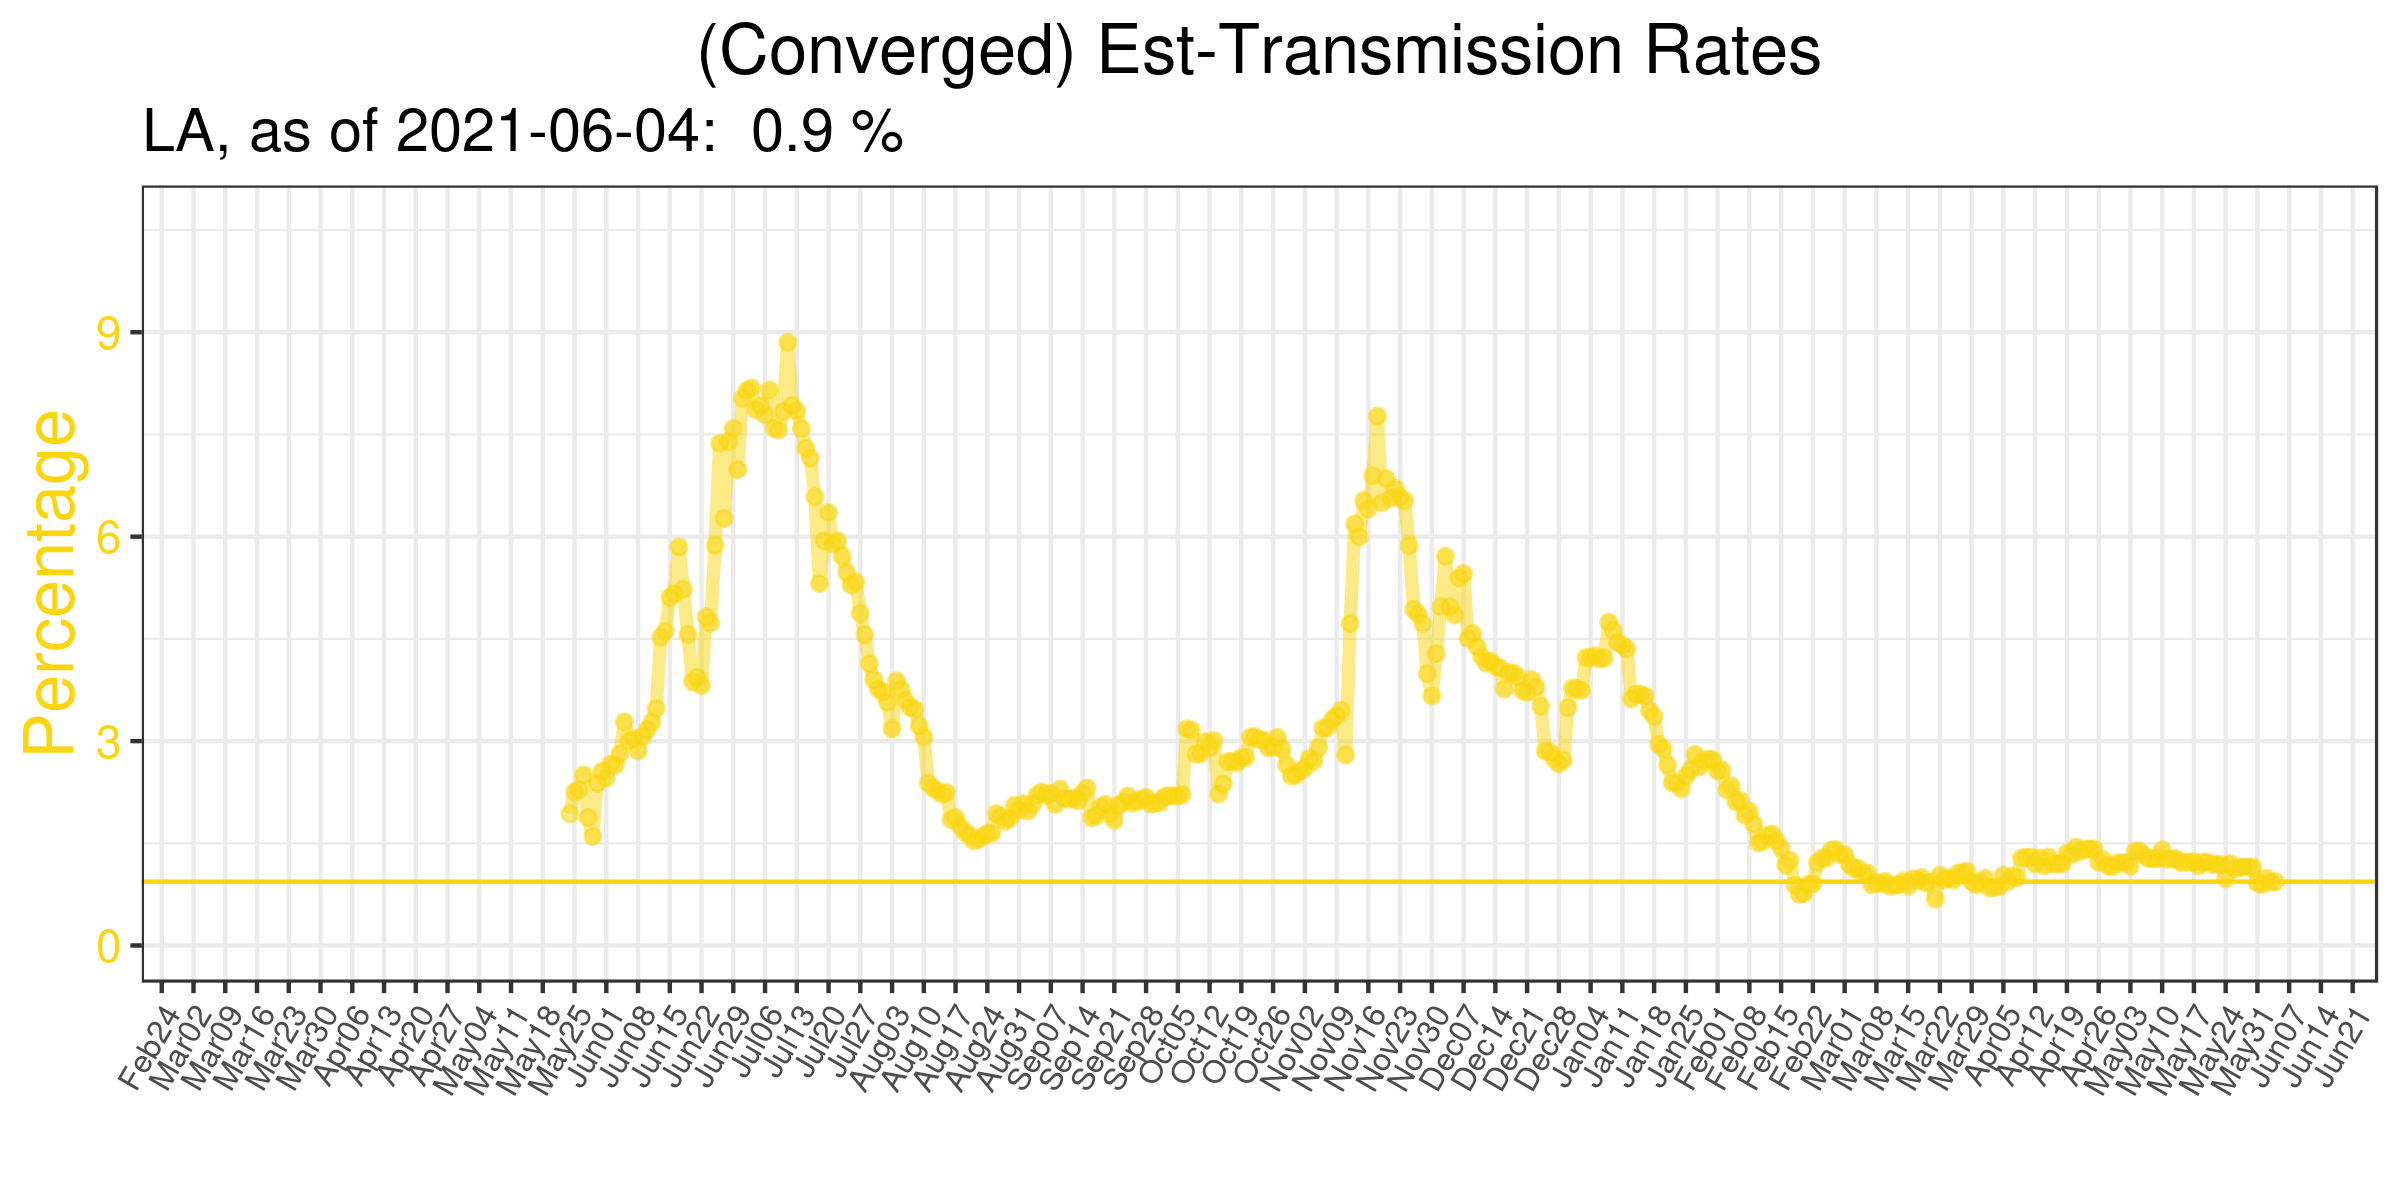 (Converged) Est-Transmission Rates
LA, as of 2021-06-04:  0.9 %
Percentage
9
6
3
0
Feb24
Mar02
Mar09
Mar16
Mar23
Mar30
Apr06
Apr13
Apr20
Apr27
May04
May11
May18
May25
Jun01
Jun08
Jun15
Jun22
Jun29
Jul06
Jul13
Jul20
Jul27
Aug03
Aug10
Aug17
Aug24
Aug31
Sep07
Sep14
Sep21
Sep28
Oct05
Oct12
Oct19
Oct26
Nov02
Nov09
Nov16
Nov23
Nov30
Dec07
Dec14
Dec21
Dec28
Jan04
Jan11
Jan18
Jan25
Feb01
Feb08
Feb15
Feb22
Mar01
Mar08
Mar15
Mar22
Mar29
Apr05
Apr12
Apr19
Apr26
May03
May10
May17
May24
May31
Jun07
Jun14
Jun21